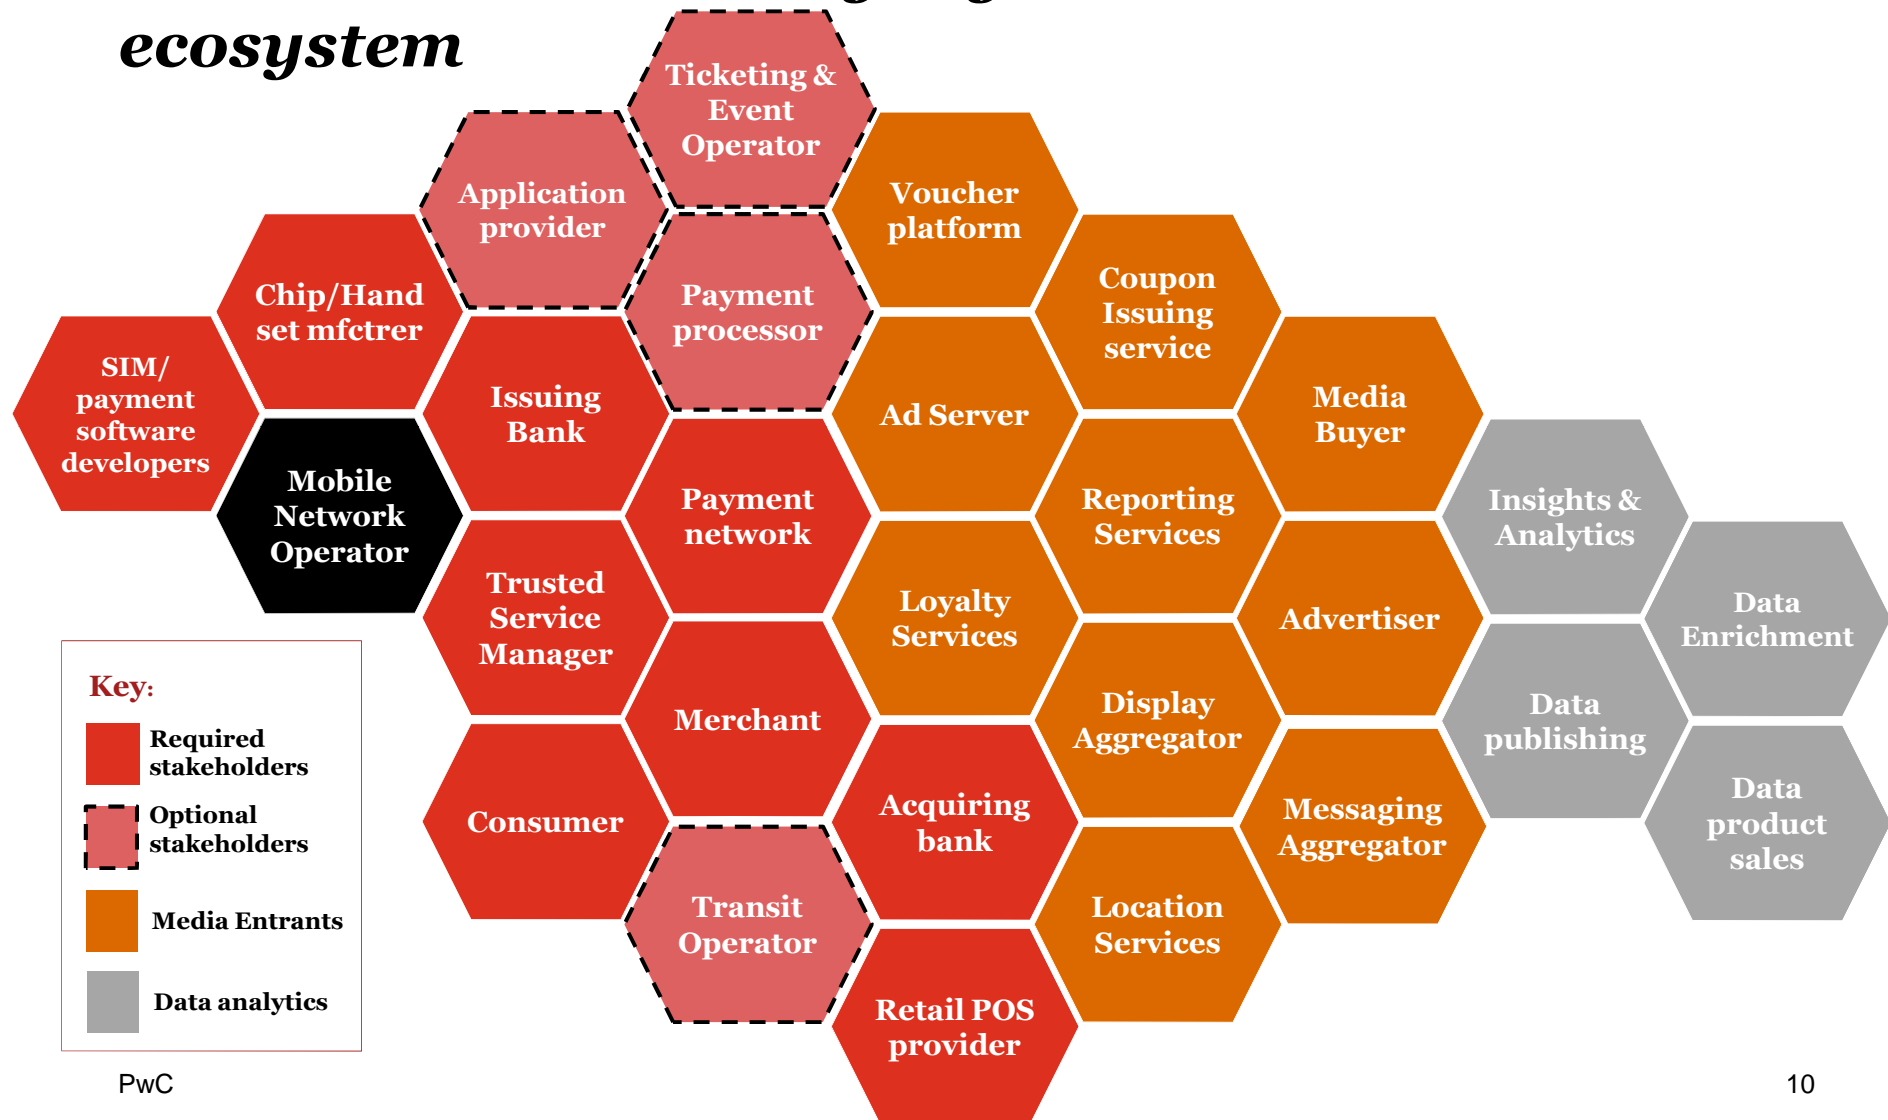 ecosystem
Ticketing &
Event
Operator
Application
provider
Voucher
platform
Chip/Hand
set mfctrer
Payment
processor
Coupon
Issuing
service
SIM/
payment
software
developers
Issuing
Bank
Ad Server
Media
Buyer
Mobile
Network
Operator
Payment
network
Reporting
Services
Insights &
Analytics
Trusted
Service
Manager
Loyalty
Services
Advertiser
Data
Enrichment
Merchant
Display
Aggregator
Data
publishing
Consumer
Acquiring
bank
Messaging
Aggregator
Data
product
sales
Transit
Operator
Location
Services
Retail POS
provider
Key:
Required
stakeholders
Optional
stakeholders
Media Entrants
Data analytics
PwC
10